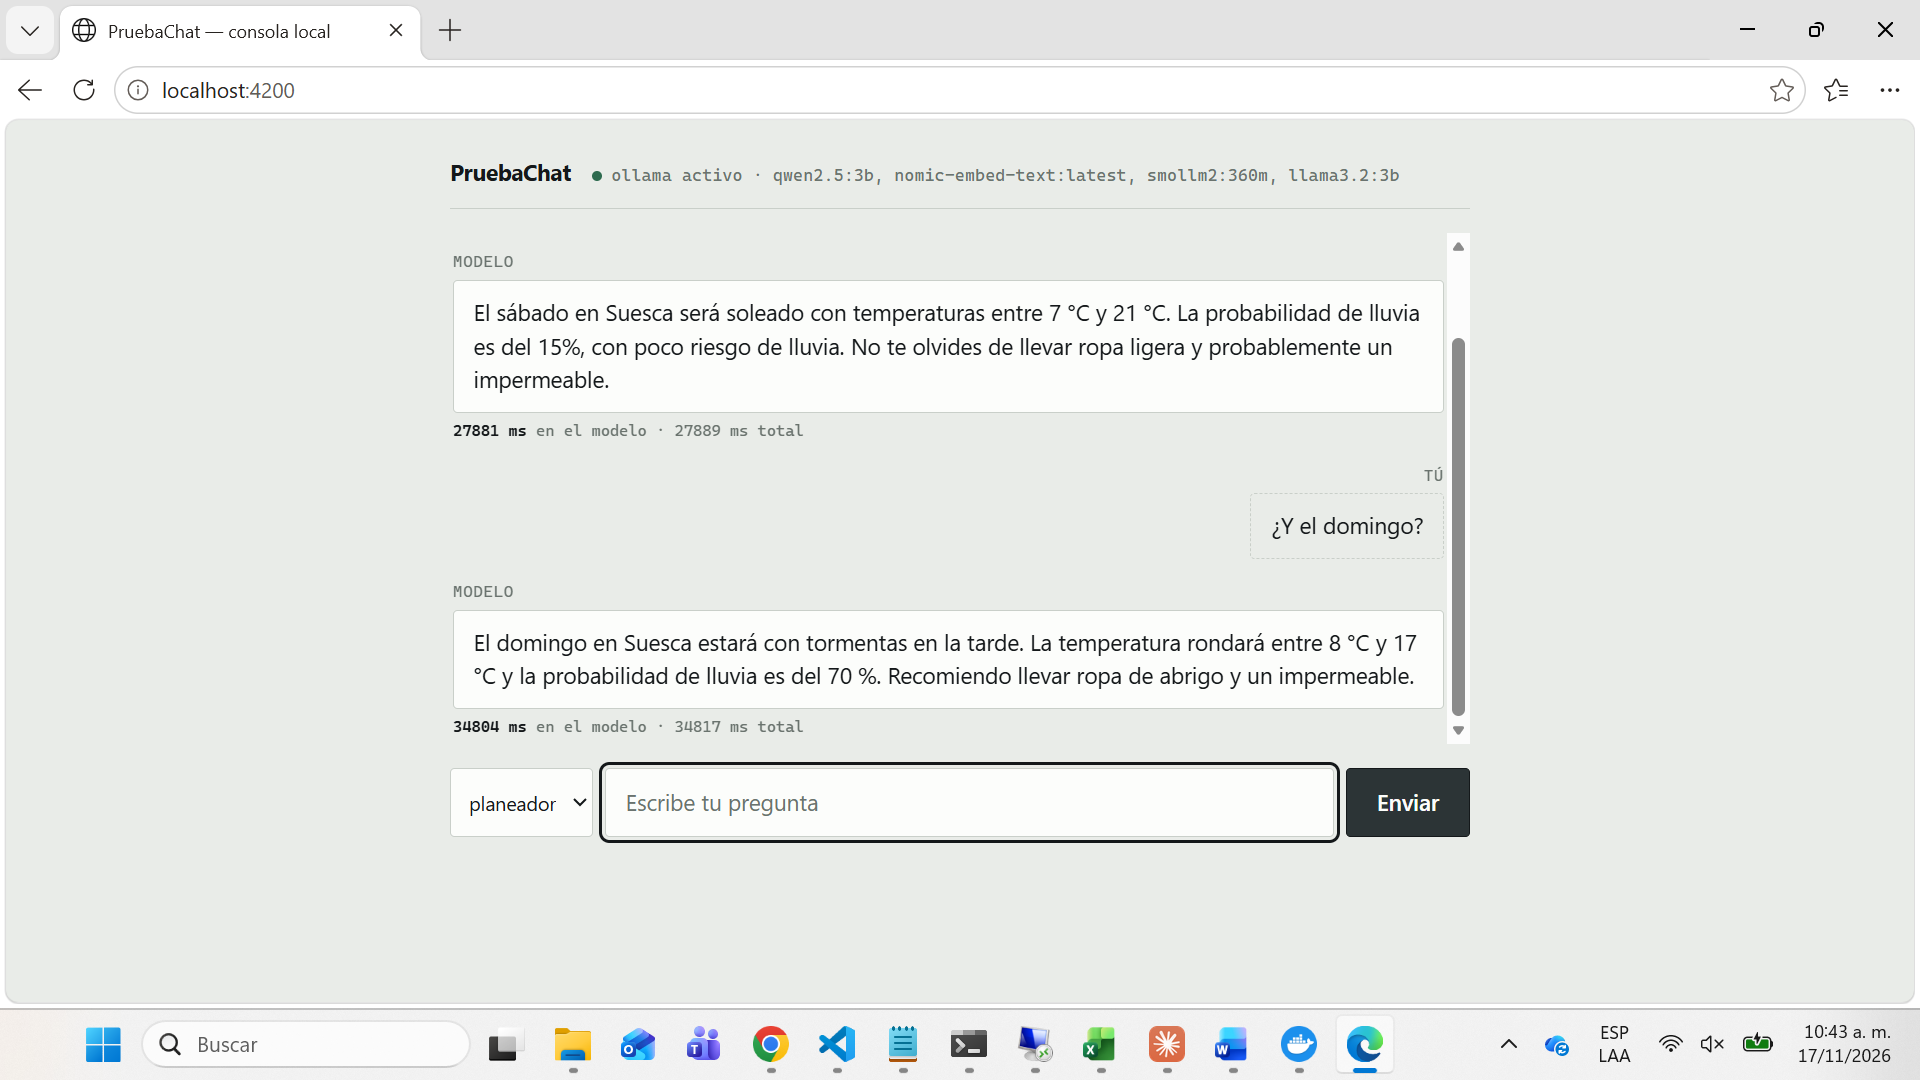 PruebaChat — consola local
localhost:4200
PruebaChat
ollama activo · qwen2.5:3b, nomic-embed-text:latest, smollm2:360m, llama3.2:3b
MODELO
El sábado en Suesca será soleado con temperaturas entre 7 °C y 21 °C. La probabilidad de lluvia
es del 15%, con poco riesgo de lluvia. No te olvides de llevar ropa ligera y probablemente un
impermeable.
27881 ms en el modelo · 27889 ms total
TÚ
¿Y el domingo?
MODELO
El domingo en Suesca estará con tormentas en la tarde. La temperatura rondará entre 8 °C y 17
°C y la probabilidad de lluvia es del 70 %. Recomiendo llevar ropa de abrigo y un impermeable.
34804 ms en el modelo · 34817 ms total
planeador
Escribe tu pregunta
Enviar
Buscar
ESP
LAA
10:43 a. m.
17/11/2026